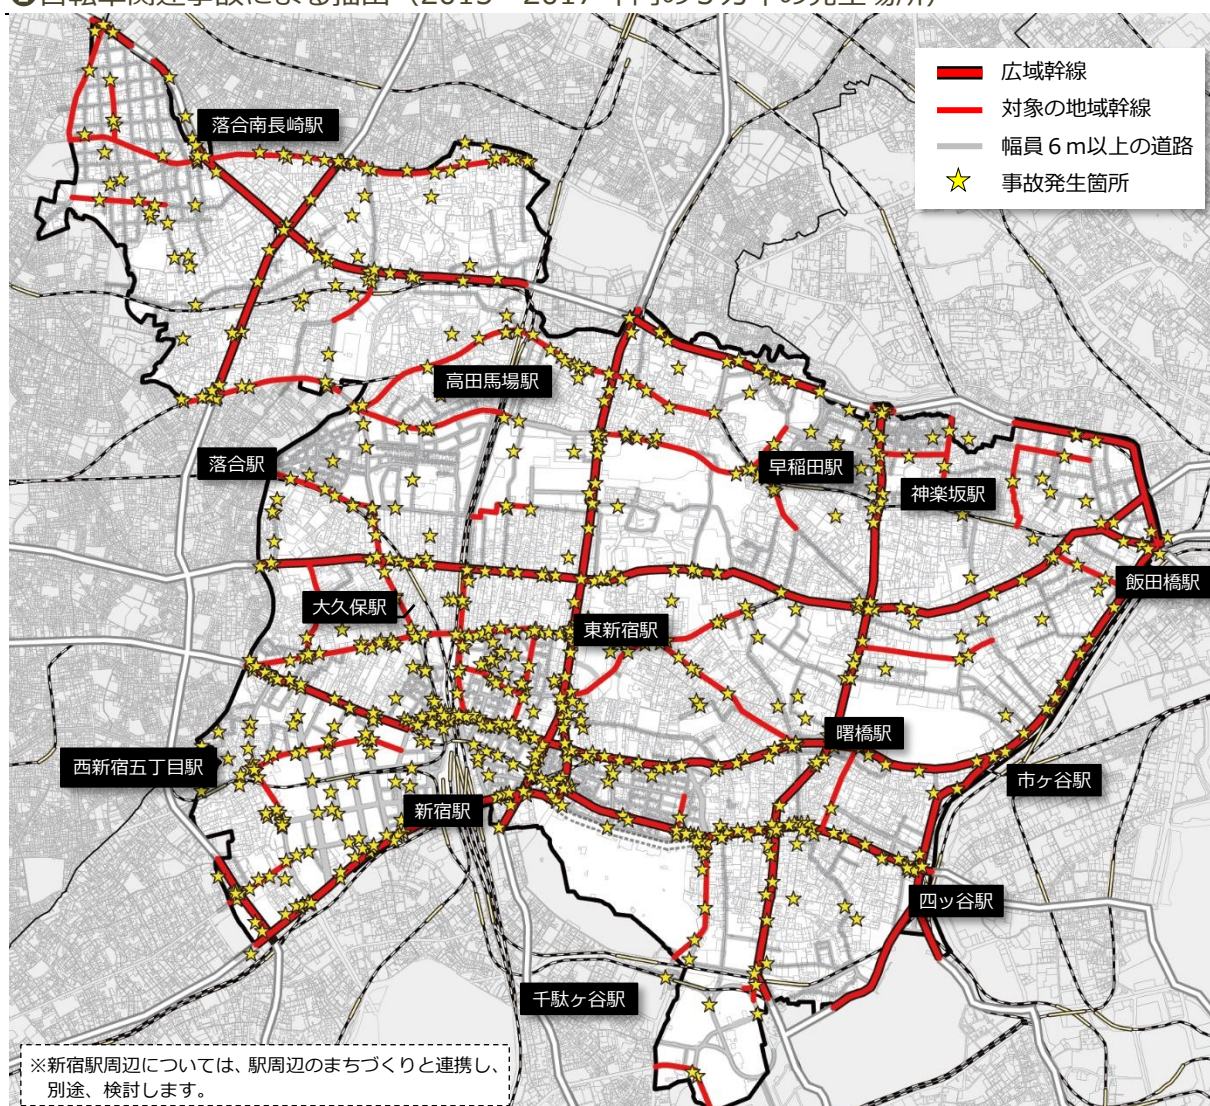 広域幹線
対象の地域幹線
幅員６ｍ以上の道路
事故発生箇所
落合南長崎駅
高田馬場駅
落合駅
早稲田駅
神楽坂駅
飯田橋駅
大久保駅
東新宿駅
曙橋駅
西新宿五丁目駅
市ヶ谷駅
新宿駅
四ッ谷駅
千駄ヶ谷駅
※新宿駅周辺については、駅周辺のまちづくりと連携し、
別途、検討します。